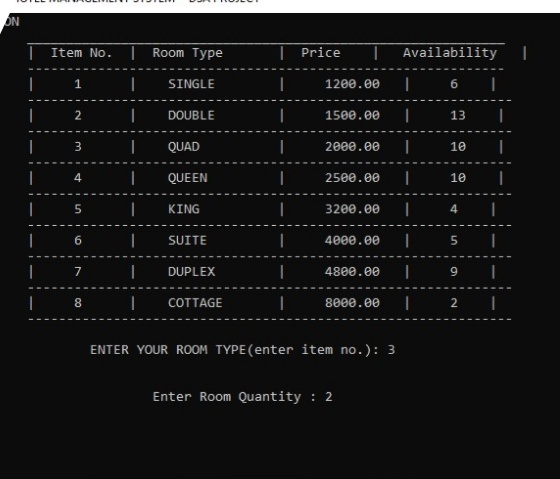 HOTEL MANAGEMENT SYSTEM – DSA PROJECT
ON
| Item No. | Room Type | Price | Availability |
| 1 | SINGLE | 1200.00 | 6 |
| 2 | DOUBLE | 1500.00 | 13 |
| 3 | QUAD | 2000.00 | 10 |
| 4 | QUEEN | 2500.00 | 10 |
| 5 | KING | 3200.00 | 4 |
| 6 | SUITE | 4000.00 | 5 |
| 7 | DUPLEX | 4800.00 | 9 |
| 8 | COTTAGE | 8000.00 | 2 |
ENTER YOUR ROOM TYPE(enter item no.): 3
Enter Room Quantity : 2